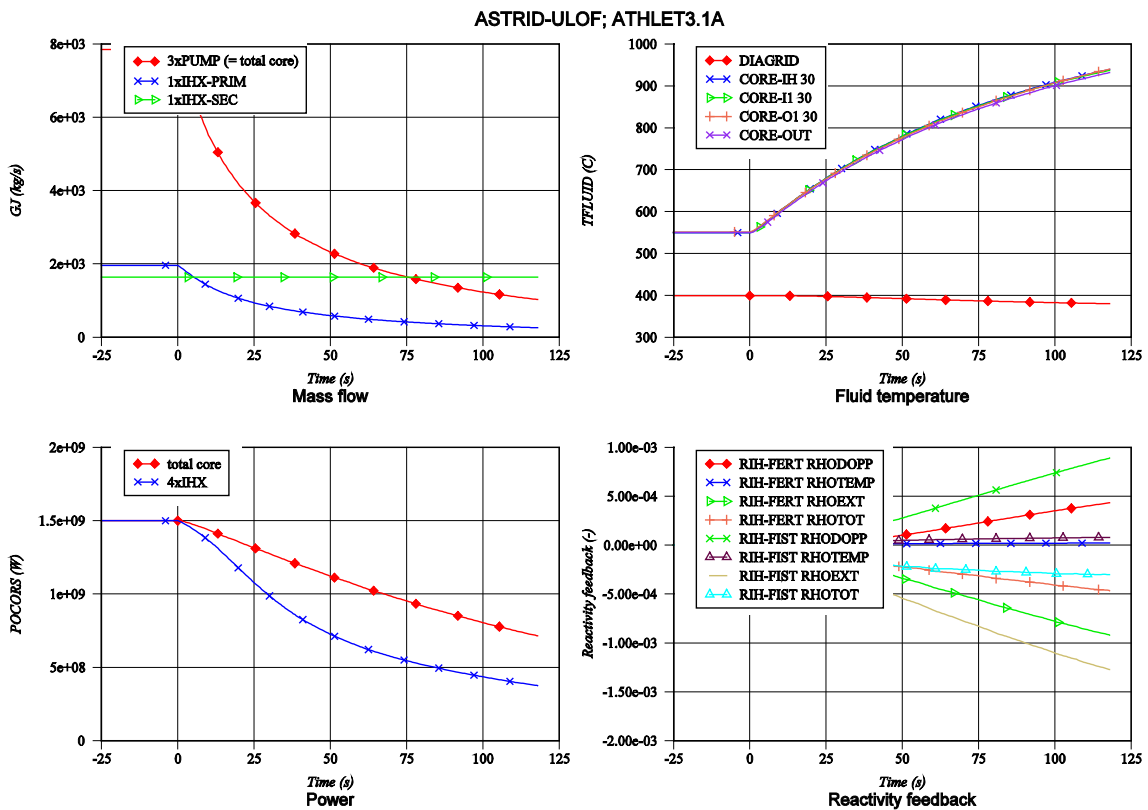 ASTRID-ULOF; ATHLET3.1A
8e+03
6e+03
4e+03
2e+03
0
GJ (kg/s)
3xPUMP (= total core)
1xIHX-PRIM
1xIHX-SEC
-25 0 25 50 75 100 125
Time (s)
Mass flow
1000
900
800
700
600
500
400
300
TFLUID (C)
DIAGRID
CORE-IH 30
CORE-I1 30
CORE-O1 30
CORE-OUT
-25 0 25 50 75 100 125
Time (s)
Fluid temperature
2e+09
1.5e+09
1e+09
5e+08
0
POCORS (W)
total core
4xIHX
-25 0 25 50 75 100 125
Time (s)
Power
1.00e-03
5.00e-04
0.00e+00
-5.00e-04
-1.00e-03
-1.50e-03
-2.00e-03
Reactivity feedback (-)
RIH-FERT RHODOPP
RIH-FERT RHOTEMP
RIH-FERT RHOEXT
RIH-FERT RHOTOT
RIH-FIST RHODOPP
RIH-FIST RHOTEMP
RIH-FIST RHOEXT
RIH-FIST RHOTOT
-25 0 25 50 75 100 125
Time (s)
Reactivity feedback